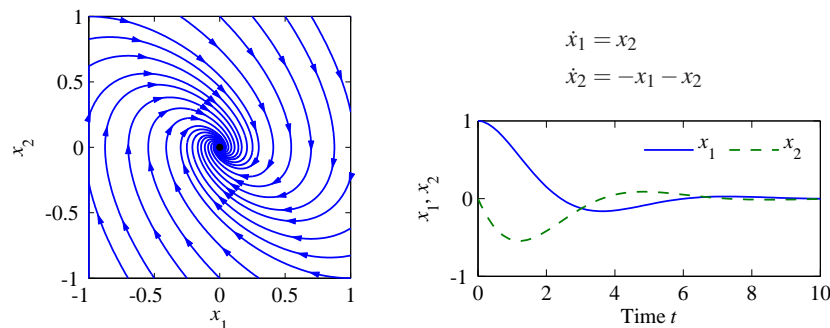 1
0.5
0
-0.5
-1
-1 -0.5 0 0.5 1
x₂
x₁
ẋ₁ = x₂
ẋ₂ = −x₁ − x₂
1
0
-1
0 2 4 6 8 10
x₁, x₂
Time t
x₁ x₂